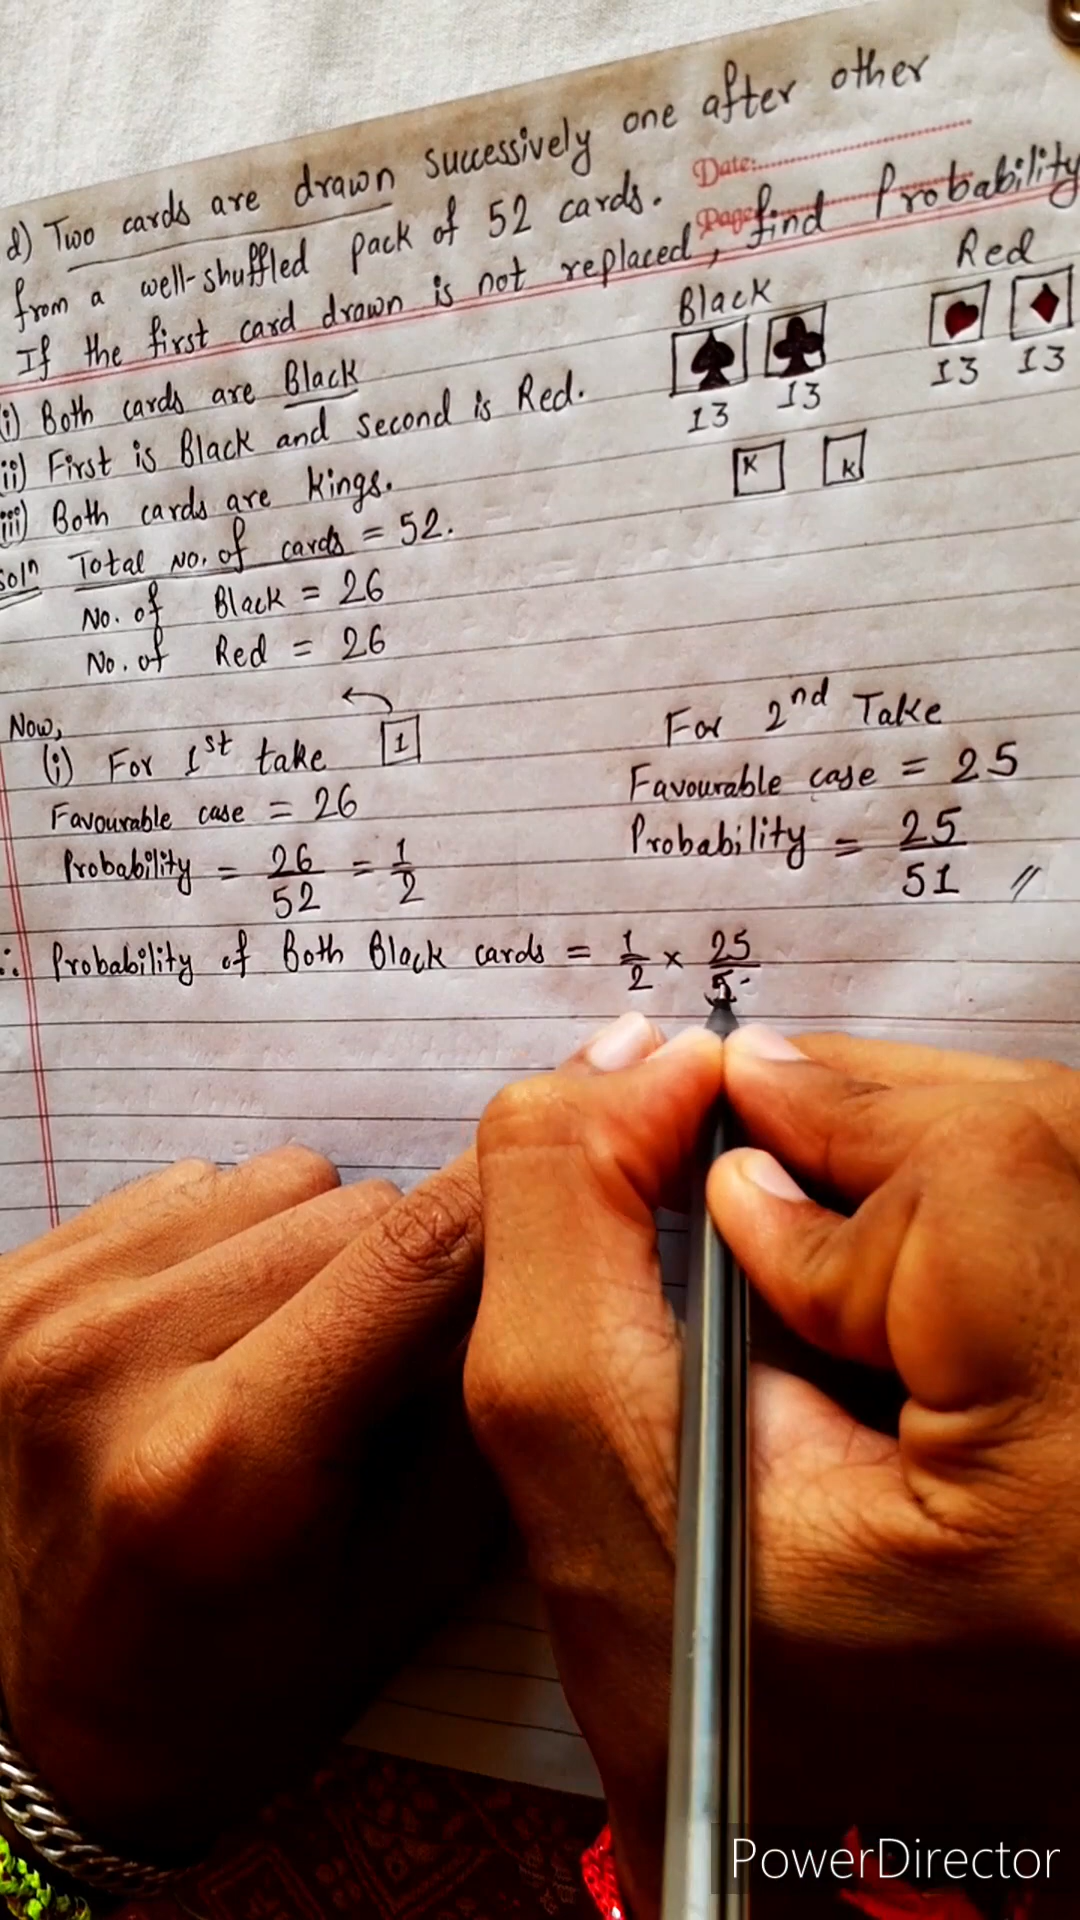 d) Two cards are drawn successively one after other
from a well-shuffled pack of 52 cards.
Date:
Page
If the first card drawn is not replaced, find Probability
Black
Red
13 13
13 13
K K
(i) Both cards are Black
(ii) First is Black and second is Red.
(iii) Both cards are Kings.
Soln Total No. of cards = 52.
No. of Black = 26
No. of Red = 26
Now,
(i) For 1st take 1
Favourable case = 26
Probability = 26/52 = 1/2
For 2nd Take
Favourable case = 25
Probability = 25/51 //
∴ Probability of Both Black cards = 1/2 × 25/5
PowerDirector